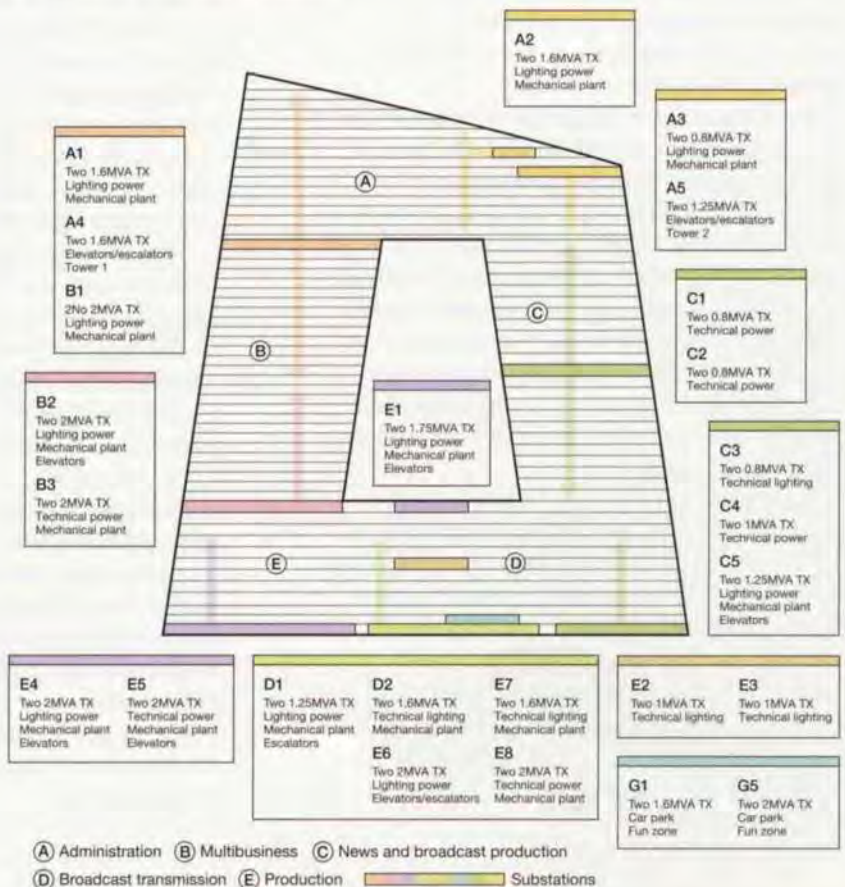 A2
Two 1.6MVA TX
Lighting power
Mechanical plant
A3
Two 0.8MVA TX
Lighting power
Mechanical plant
A5
Two 1.25MVA TX
Elevators/escalators
Tower 2
A1
Two 1.6MVA TX
Lighting power
Mechanical plant
A4
Two 1.6MVA TX
Elevators/escalators
Tower 1
B1
2No 2MVA TX
Lighting power
Mechanical plant
A
B
C
C1
Two 0.8MVA TX
Technical power
C2
Two 0.8MVA TX
Technical power
B2
Two 2MVA TX
Lighting power
Mechanical plant
Elevators
B3
Two 2MVA TX
Technical power
Mechanical plant
E1
Two 1.75MVA TX
Lighting power
Mechanical plant
Elevators
C3
Two 0.8MVA TX
Technical lighting
C4
Two 1MVA TX
Technical power
C5
Two 1.25MVA TX
Lighting power
Mechanical plant
Elevators
E
D
E4
Two 2MVA TX
Lighting power
Mechanical plant
Elevators
E5
Two 2MVA TX
Technical power
Mechanical plant
Elevators
D1
Two 1.25MVA TX
Lighting power
Mechanical plant
Escalators
D2
Two 1.6MVA TX
Technical lighting
Mechanical plant
E7
Two 1.6MVA TX
Technical lighting
Mechanical plant
E6
Two 2MVA TX
Lighting power
Elevators/escalators
E8
Two 2MVA TX
Technical power
Mechanical plant
E2
Two 1MVA TX
Technical lighting
E3
Two 1MVA TX
Technical lighting
G1
Two 1.6MVA TX
Car park
Fun zone
G5
Two 2MVA TX
Car park
Fun zone
A Administration B Multibusiness C News and broadcast production
D Broadcast transmission E Production Substations